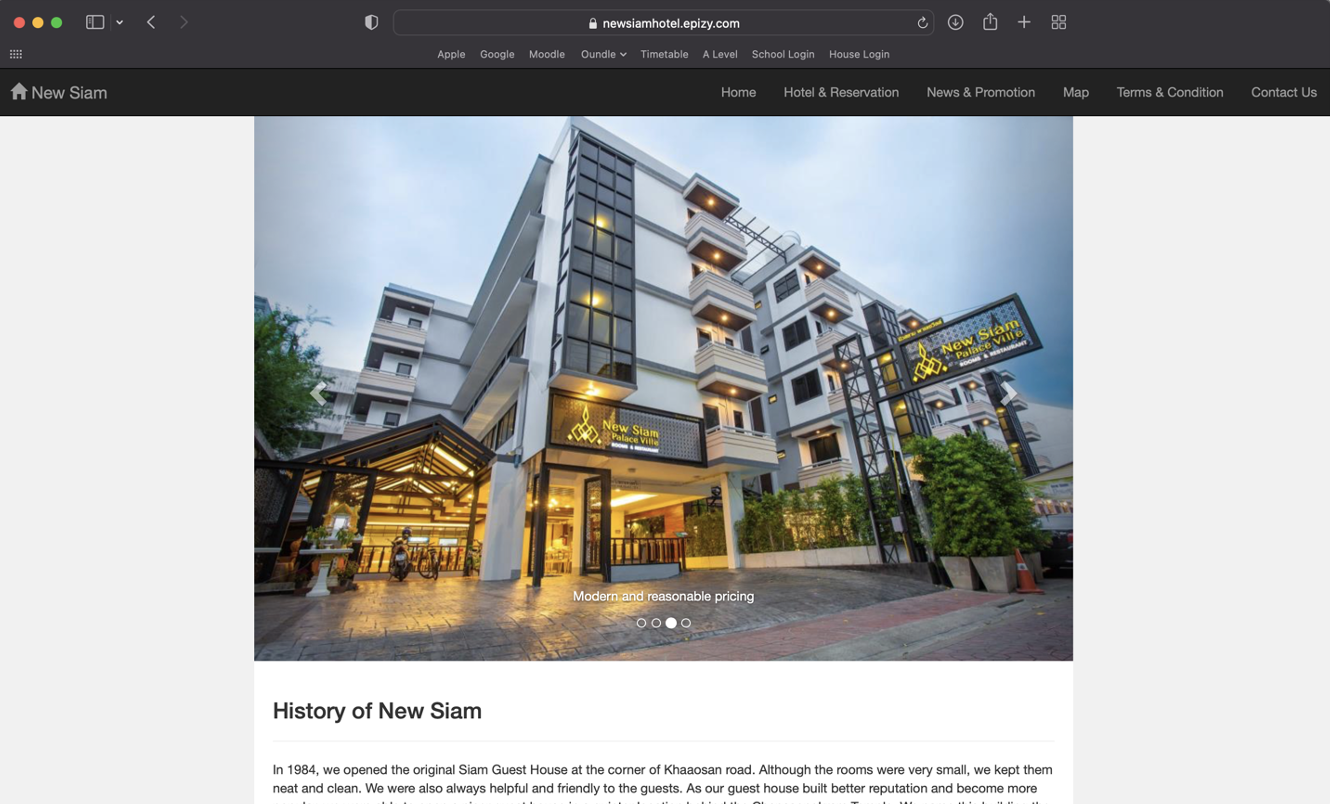 newsiamhotel.epizy.com
Apple Google Moodle Oundle Timetable A Level School Login House Login
New Siam Home Hotel & Reservation News & Promotion Map Terms & Condition Contact Us
New Siam
Palace Ville
ROOMS & RESTAURANT
New Siam
Palace Ville
ROOMS & RESTAURANT
Modern and reasonable pricing
History of New Siam
In 1984, we opened the original Siam Guest House at the corner of Khaaosan road. Although the rooms were very small, we kept them
neat and clean. We were also always helpful and friendly to the guests. As our guest house built better reputation and become more